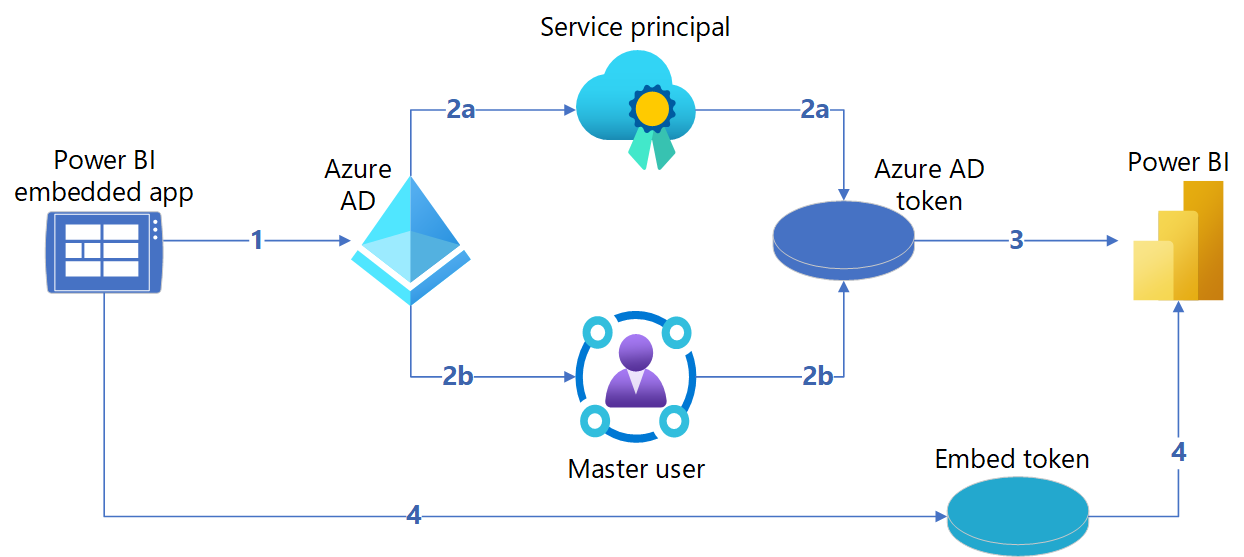 Service principal
2a
2a
Power BI
embedded app
Azure
AD
Azure AD
token
Power BI
1
3
2b
2b
Master user
Embed token
4
4